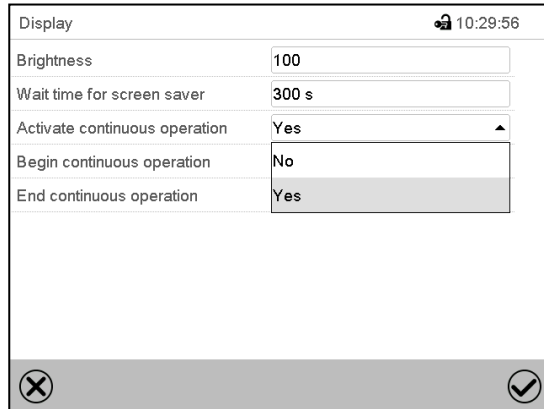 Display 10:29:56
Brightness 100
Wait time for screen saver 300 s
Activate continuous operation Yes
Begin continuous operation No
End continuous operation Yes